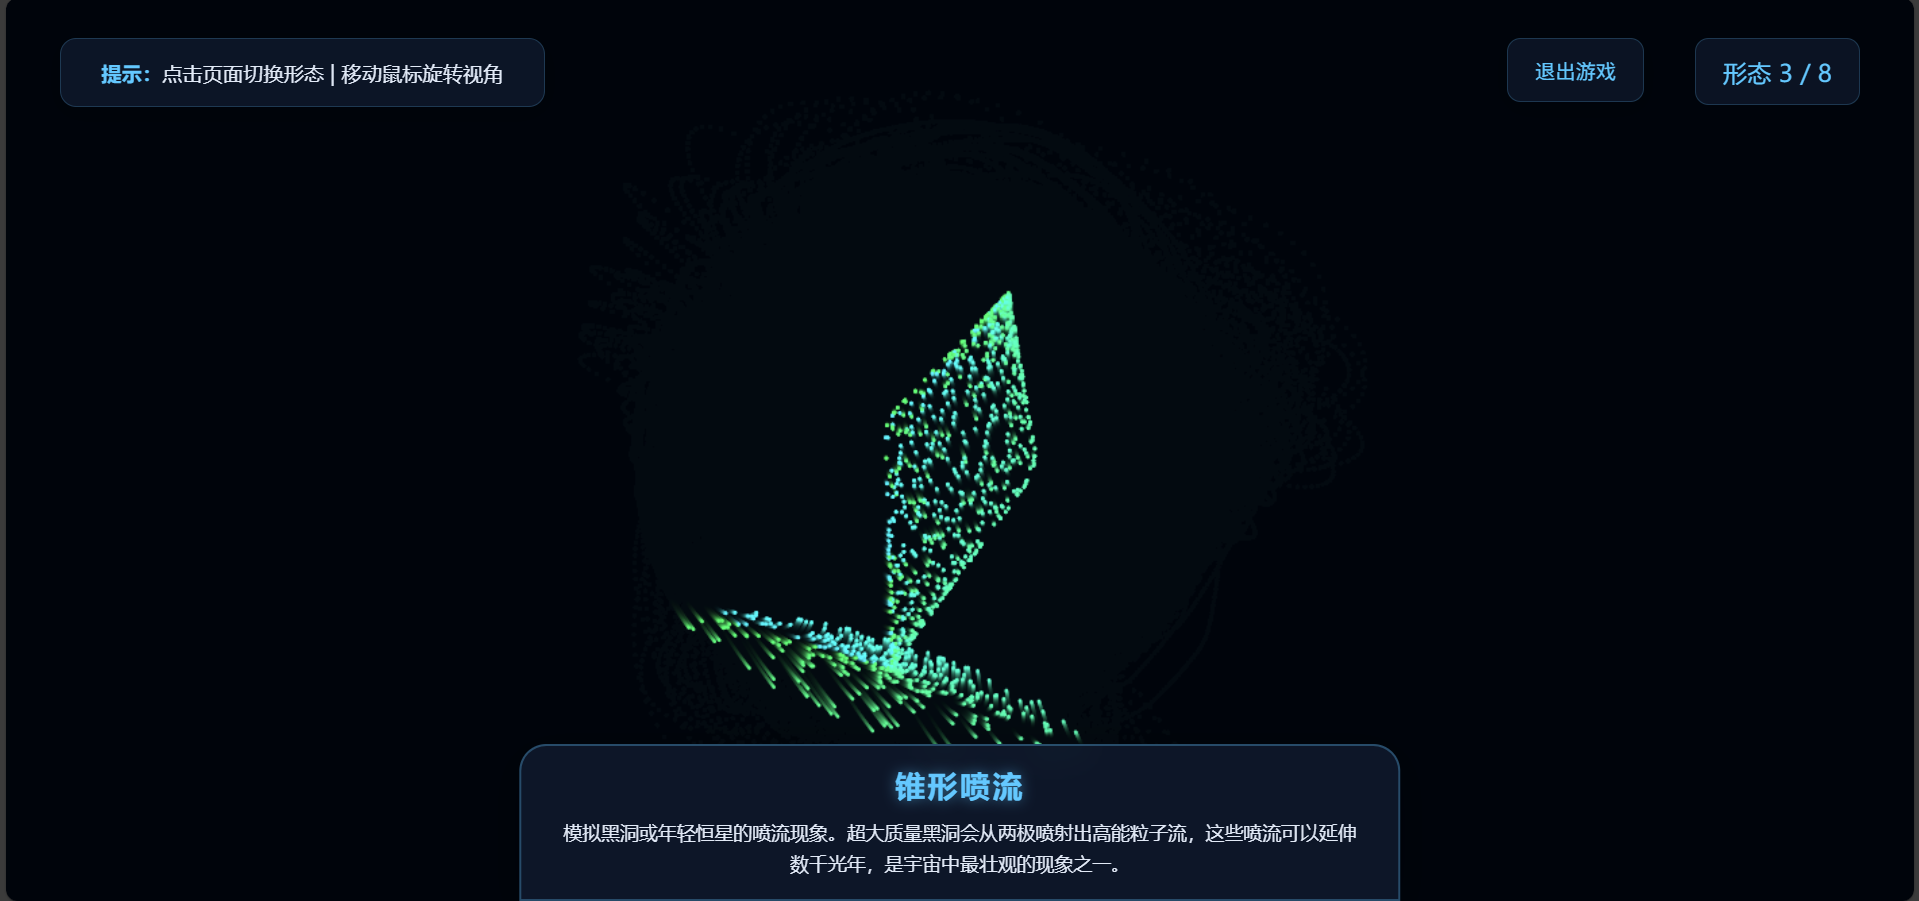 提示：点击页面切换形态 | 移动鼠标旋转视角
退出游戏
形态 3 / 8
锥形喷流
模拟黑洞或年轻恒星的喷流现象。超大质量黑洞会从两极喷射出高能粒子流，这些喷流可以延伸
数千光年，是宇宙中最壮观的现象之一。